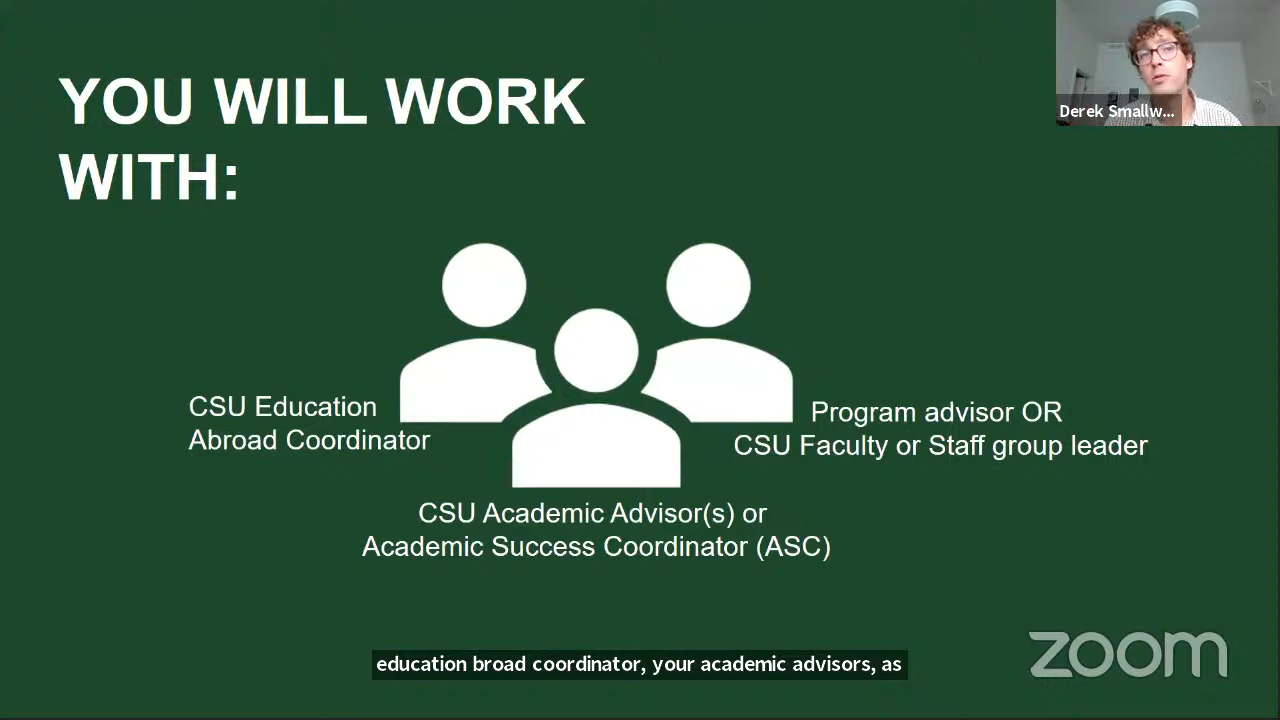 YOU WILL WORK
WITH:
Derek Smallw...
CSU Education
Abroad Coordinator
Program advisor OR
CSU Faculty or Staff group leader
CSU Academic Advisor(s) or
Academic Success Coordinator (ASC)
education broad coordinator, your academic advisors, as
zoom